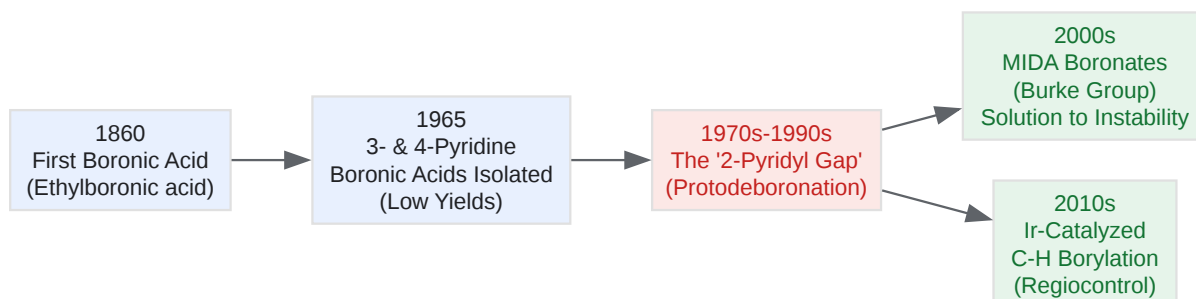 1860
First Boronic Acid
(Ethylboronic acid)
1965
3- & 4-Pyridine
Boronic Acids Isolated
(Low Yields)
1970s-1990s
The '2-Pyridyl Gap'
(Protodeboronation)
2000s
MIDA Boronates
(Burke Group)
Solution to Instability
2010s
Ir-Catalyzed
C-H Borylation
(Regiocontrol)